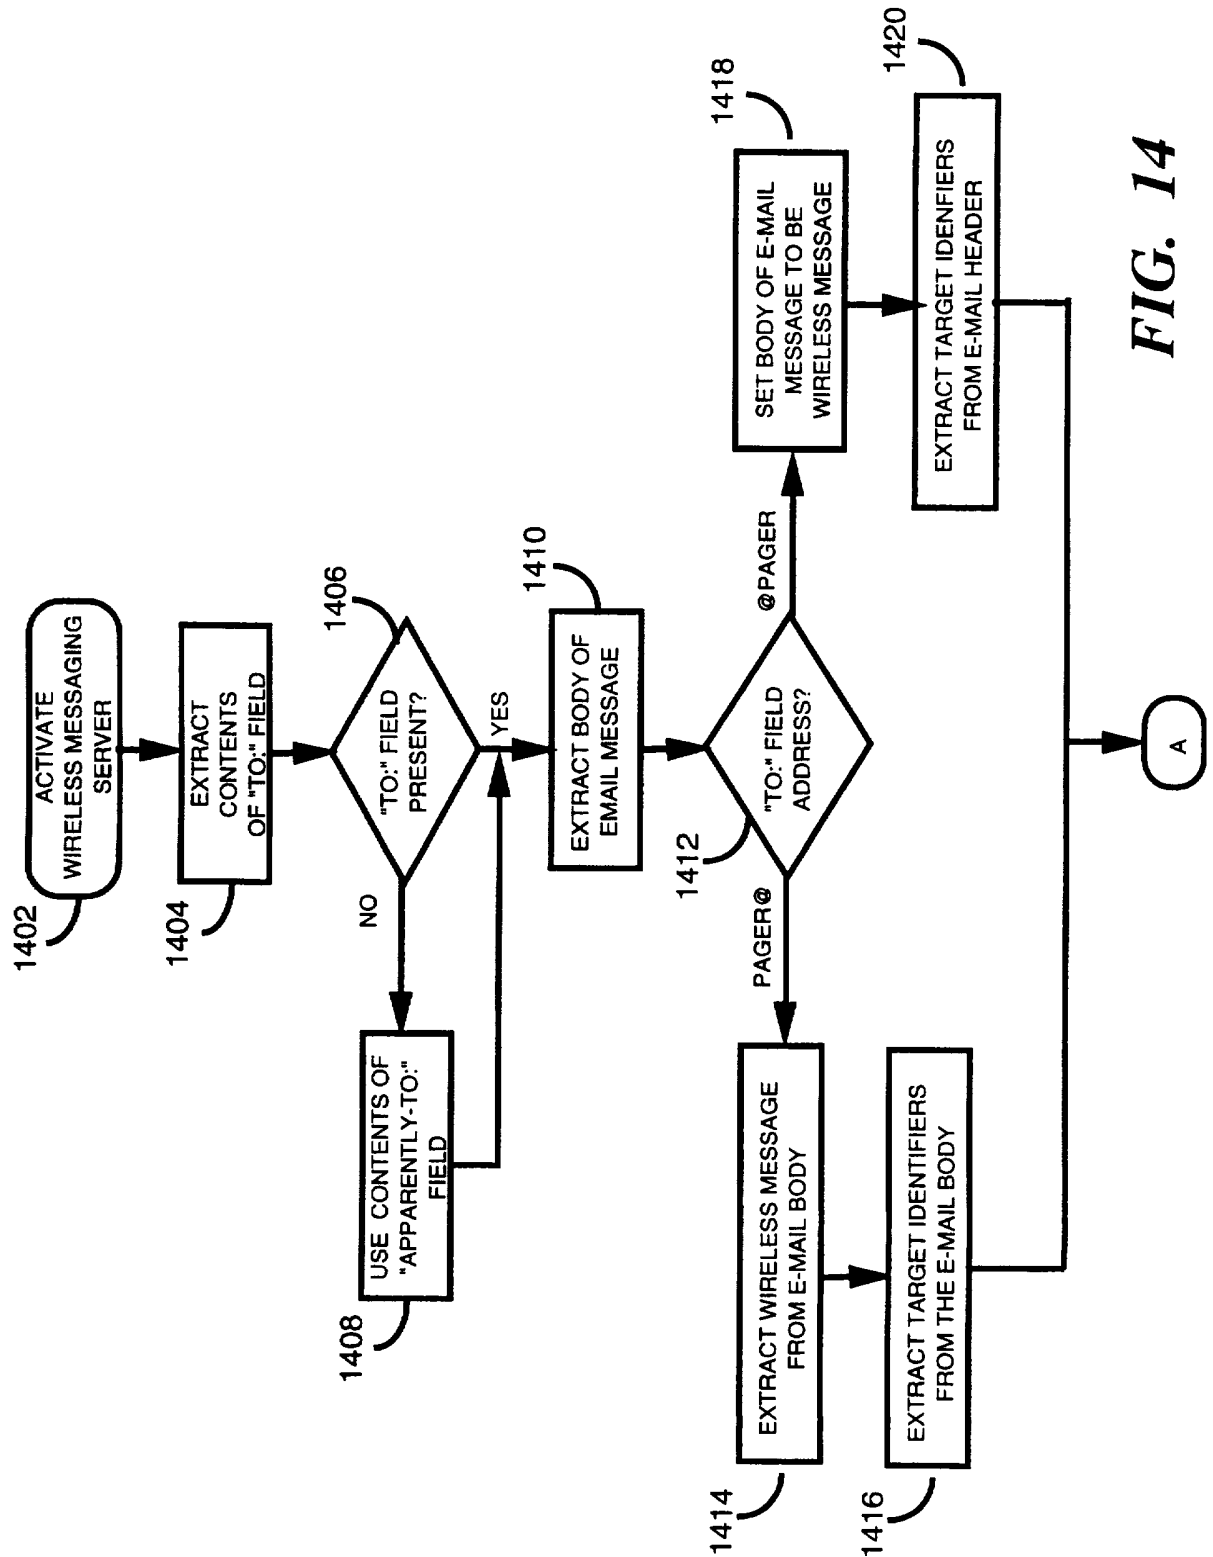 1402
ACTIVATE
WIRELESS MESSAGING
SERVER
1404
EXTRACT
CONTENTS
OF "TO:" FIELD
1406
"TO:" FIELD
PRESENT?
NO
YES
1408
USE CONTENTS OF
"APPARENTLY-TO:"
FIELD
1410
EXTRACT BODY OF
EMAIL MESSAGE
1412
"TO:" FIELD
ADDRESS?
PAGER@
@PAGER
1414
EXTRACT WIRELESS MESSAGE
FROM E-MAIL BODY
1416
EXTRACT TARGET IDENTIFIERS
FROM THE E-MAIL BODY
1418
SET BODY OF E-MAIL
MESSAGE TO BE
WIRELESS MESSAGE
1420
EXTRACT TARGET IDENFIERS
FROM E-MAIL HEADER
A
FIG. 14